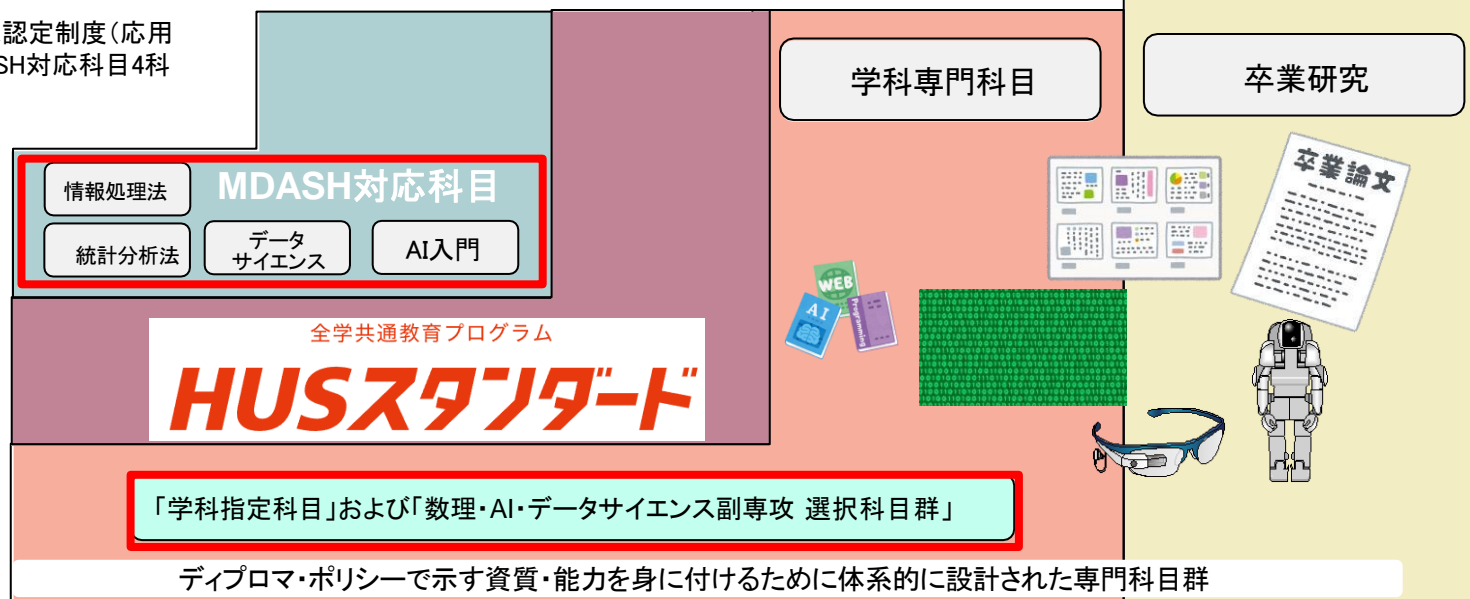 認定制度（応用
SH対応科目4科
学科専門科目
卒業研究
情報処理法
MDASH対応科目
統計分析法
データ
サイエンス
AI入門
卒業論文
WEB
AI
Programming
全学共通教育プログラム
HUSスタンダード
「学科指定科目」および「数理・AI・データサイエンス副専攻 選択科目群」
ディプロマ・ポリシーで示す資質・能力を身に付けるために体系的に設計された専門科目群